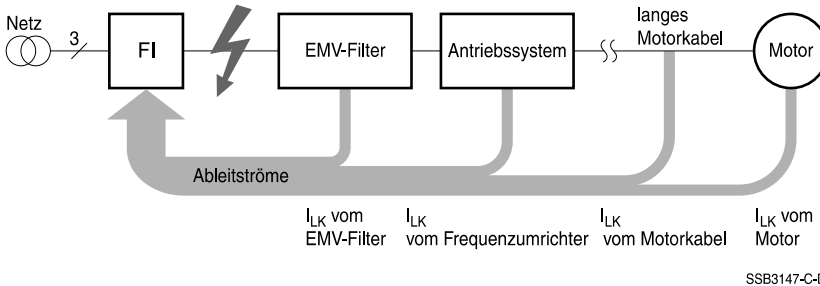 Netz
3
FI
EMV-Filter
Antriebssystem
langes
Motorkabel
Motor
Ableitströme
I_LK vom
EMV-Filter
I_LK
vom Frequenzumrichter
I_LK
vom Motorkabel
I_LK vom
Motor
SSB3147-C-D